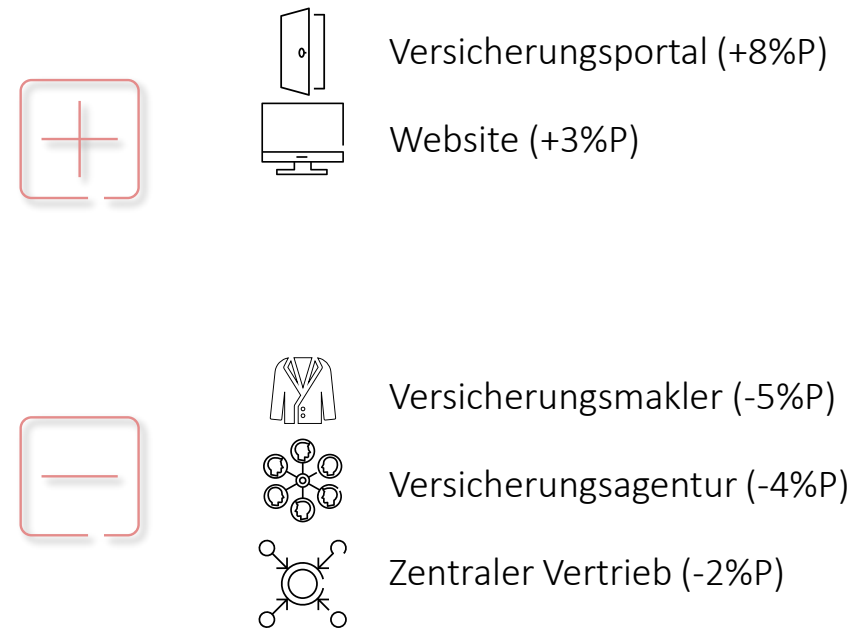 Versicherungsportal (+8%P)
Website (+3%P)
Versicherungsmakler (-5%P)
Versicherungsagentur (-4%P)
Zentraler Vertrieb (-2%P)